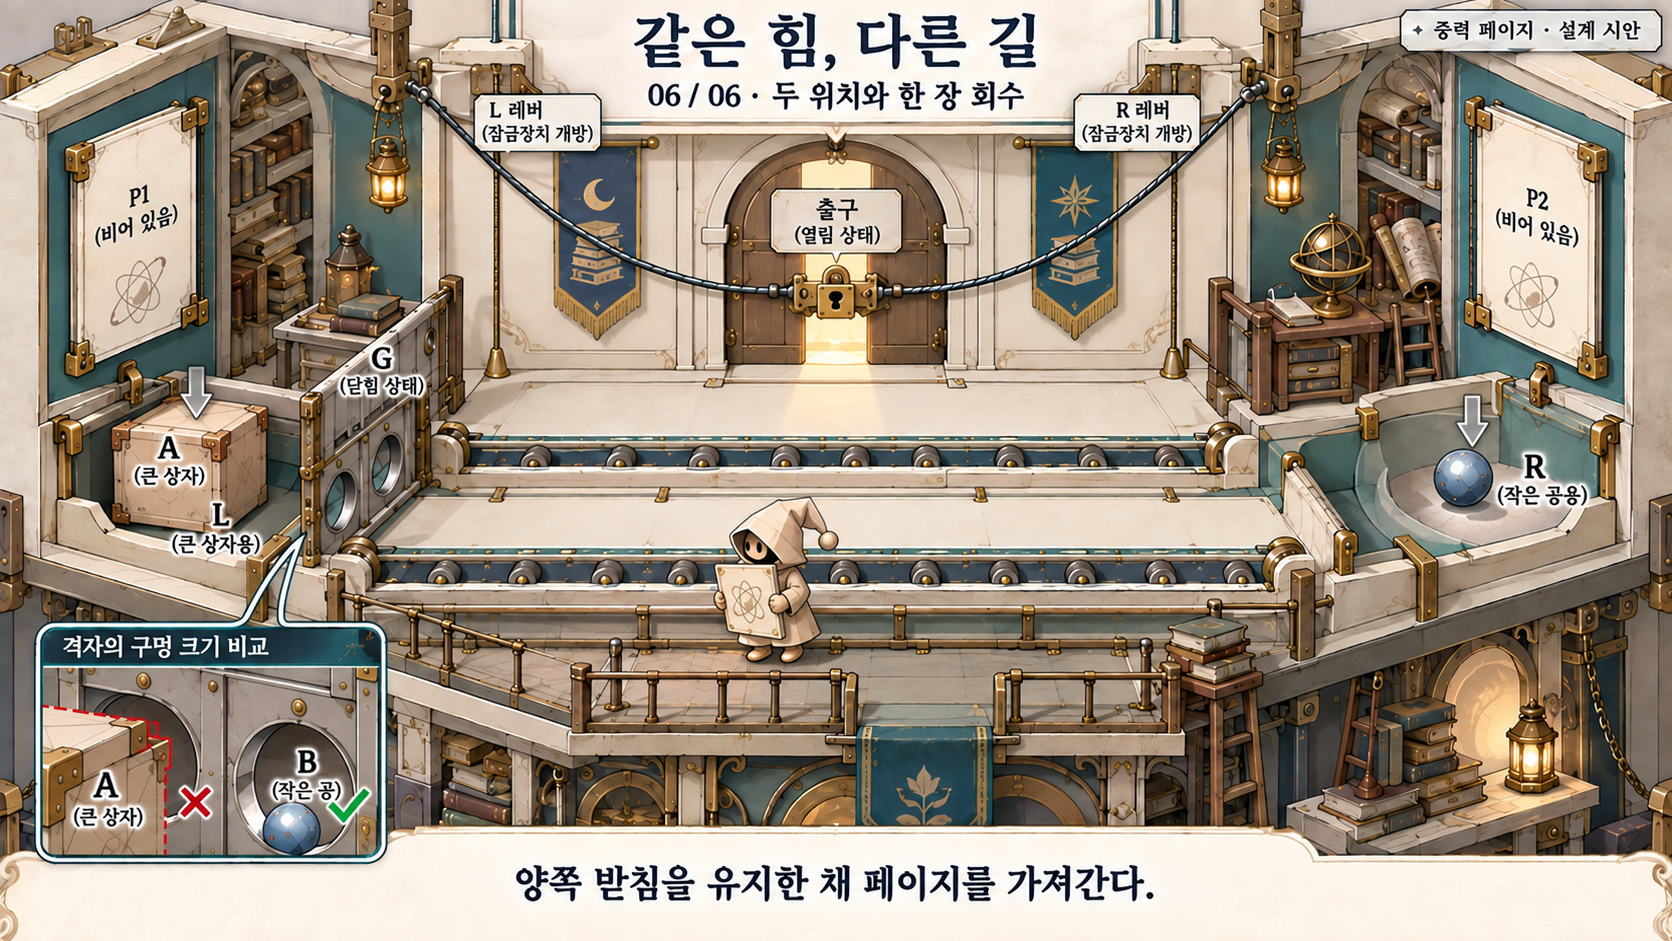 같은 힘, 다른 길
06 / 06 · 두 위치와 한 장 회수
중력 페이지 · 설계 시안
L 레버
(잠금장치 개방)
R 레버
(잠금장치 개방)
출구
(열림 상태)
P1
(비어 있음)
P2
(비어 있음)
G
(닫힘 상태)
A
(큰 상자)
L
(큰 상자용)
R
(작은 공용)
격자의 구멍 크기 비교
A
(큰 상자)
B
(작은 공)
양쪽 받침을 유지한 채 페이지를 가져간다.